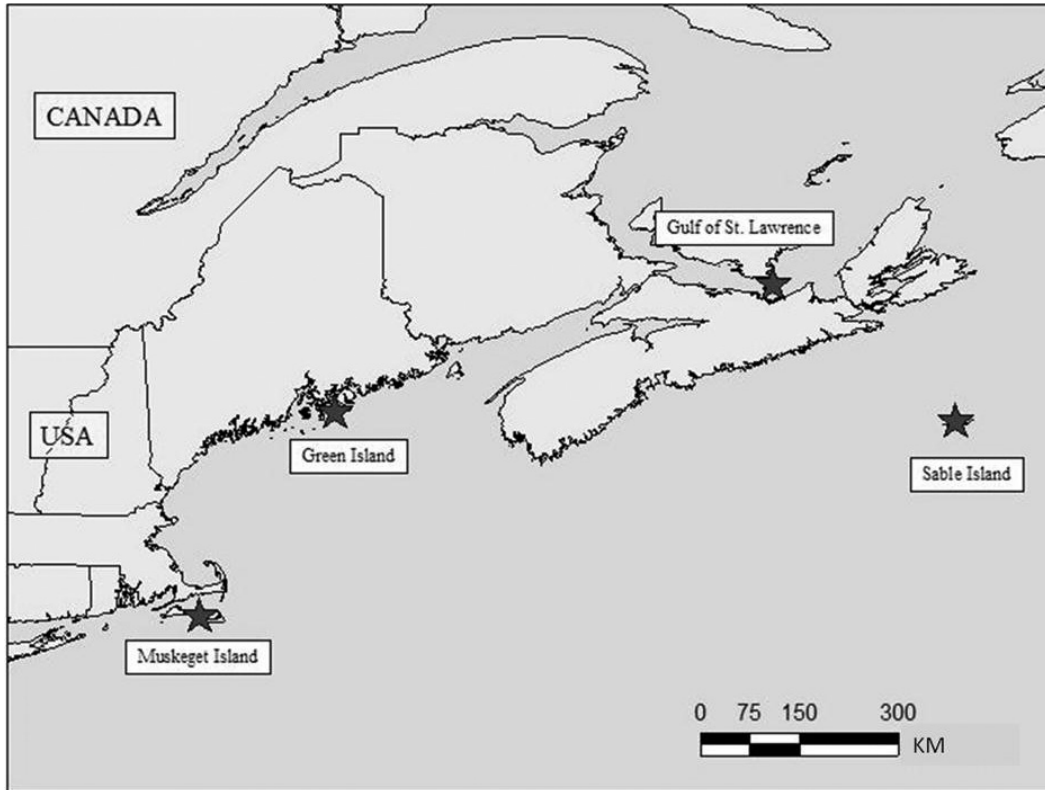 CANADA
Gulf of St. Lawrence
USA
Green Island
Sable Island
Muskeget Island
0 75 150 300
KM